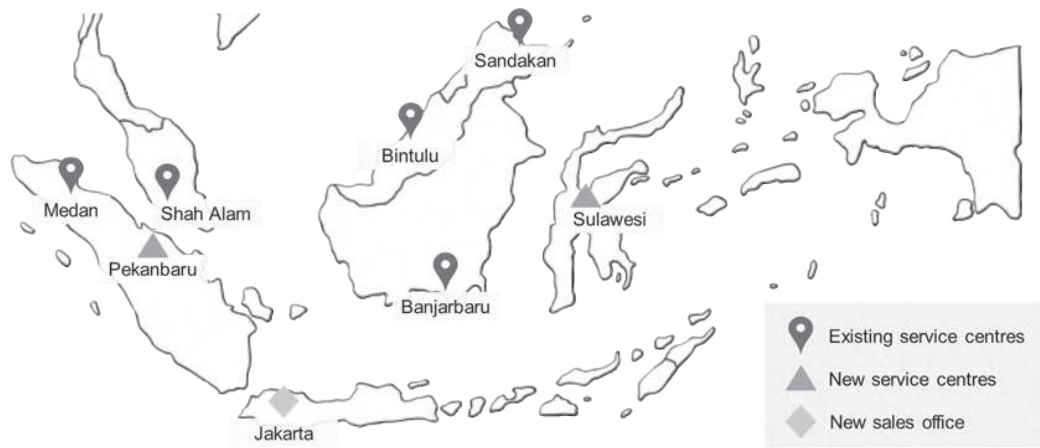 Sandakan
Bintulu
Medan
Shah Alam
Sulawesi
Pekanbaru
Banjarbaru
Existing service centres
New service centres
New sales office
Jakarta